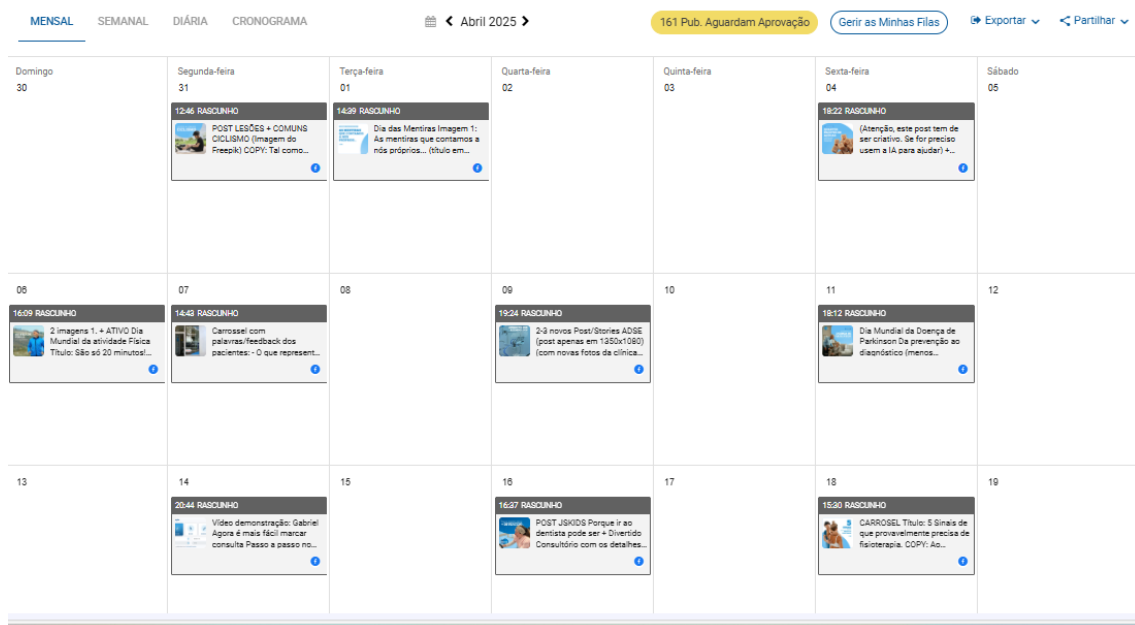 MENSAL SEMANAL DIÁRIA CRONOGRAMA Abril 2025 161 Pub. Aguardam Aprovação Gerir as Minhas Filas Exportar Partilhar
Domingo Segunda-feira Terça-feira Quarta-feira Quinta-feira Sexta-feira Sábado
30 31 01 02 03 04 05
12:46 RASCUNHO
POST LESÕES + COMUNS
CICLISMO (Imagem do
Freepik) COPY: Tal como...
14:39 RASCUNHO
Dia das Mentiras Imagem 1:
As mentiras que contamos a
nós próprios... (título em...
18:22 RASCUNHO
(Atenção, este post tem de
ser criativo. Se for preciso
usem a IA para ajudar) +...
06 07 08 09 10 11 12
16:09 RASCUNHO
2 imagens 1. + ATIVO Dia
Mundial da atividade Física
Título: São só 20 minutos!...
14:43 RASCUNHO
Carrossel com
palavras/feedback dos
pacientes: - O que represent...
19:24 RASCUNHO
2-3 novos Post/Stories ADSE
(post apenas em 1350x1080)
(com novas fotos da clínica...
18:12 RASCUNHO
Dia Mundial da Doença de
Parkinson Da prevenção ao
diagnóstico (menos...
13 14 15 16 17 18 19
20:44 RASCUNHO
Vídeo demonstração: Gabriel
Agora é mais fácil marcar
consulta Passo a passo no...
16:37 RASCUNHO
POST JSKIDS Porque ir ao
dentista pode ser + Divertido
Consultório com os detalhes...
15:30 RASCUNHO
CARROSEL Título: 5 Sinais de
que provavelmente precisa de
fisioterapia. COPY: Ao...